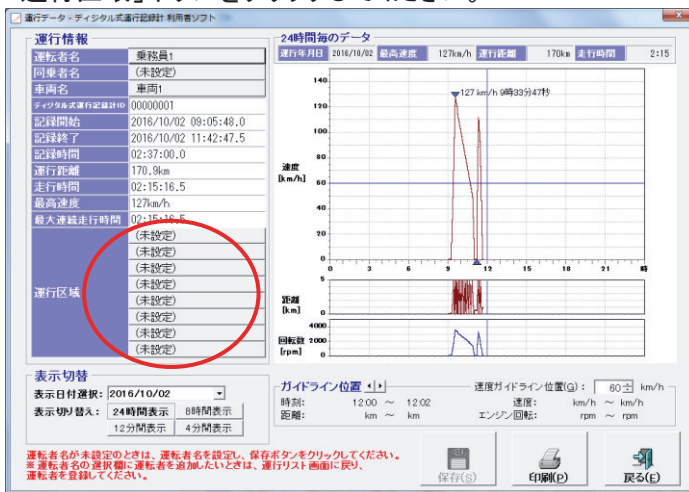 運行データ - ディジタル式運行記録計 利用者ソフト
運行情報
運転者名 乗務員1
同乗者名 (未設定)
車両名 車両1
ディジタル式運行記録計ID 00000001
記録開始 2016/10/02 09:05:48.0
記録終了 2016/10/02 11:42:47.5
記録時間 02:37:00.0
運行距離 170.9km
走行時間 02:15:16.5
最高速度 127km/h
最大連続走行時間 02:15:16.5
運行区域
(未設定)
(未設定)
(未設定)
(未設定)
(未設定)
(未設定)
(未設定)
(未設定)
24時間毎のデータ
運行年月日 2016/10/02 最高速度 127km/h 運行距離 170km 走行時間 2:15
127 km/h 9時33分47秒
速度
[km/h]
140
120
100
80
60
40
20
0
0 3 6 9 12 15 18 21 時
距離
[km]
5
0
回転数
[rpm]
4000
2000
0
表示切替
表示日付選択: 2016/10/02
表示切り替え: 24時間表示 8時間表示
12分間表示 4分間表示
ガイドライン位置
速度ガイドライン位置(G): 60 km/h
時刻: 12:00 ～ 12:02
速度: km/h ～ km/h
距離: km ～ km
エンジン回転: rpm ～ rpm
運転者名が未設定のときは、運転者名を設定し、保存ボタンをクリックしてください。
※ 運転者名の選択欄に運転者を追加したいときは、運行リスト画面に戻り、
運転者を登録してください。
保存(S)
印刷(P)
戻る(E)